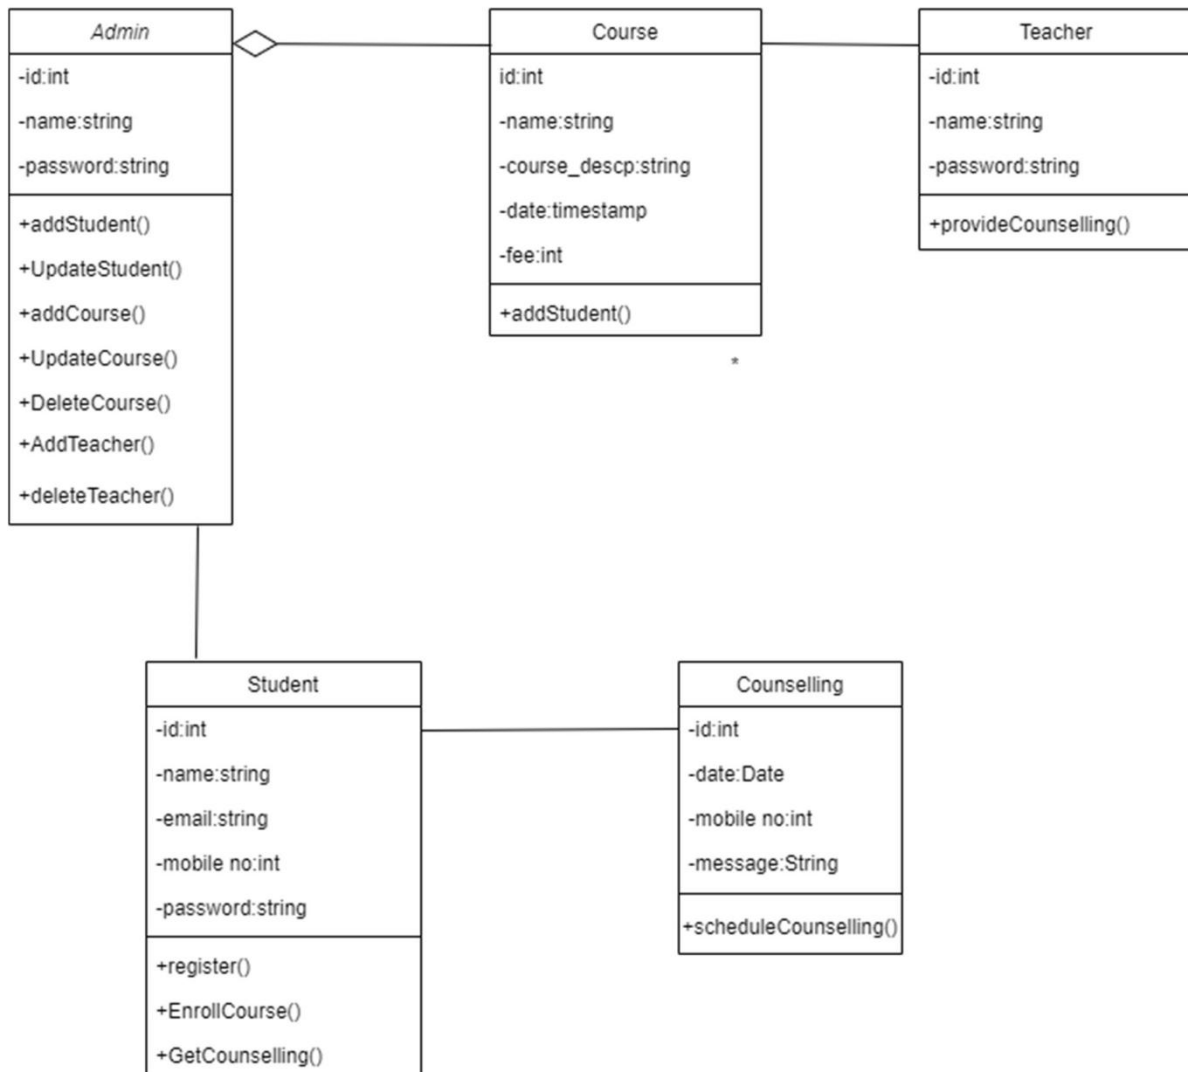 Admin
-id:int
-name:string
-password:string
+addStudent()
+UpdateStudent()
+addCourse()
+UpdateCourse()
+DeleteCourse()
+AddTeacher()
+deleteTeacher()
Course
id:int
-name:string
-course_descp:string
-date:timestamp
-fee:int
+addStudent()
*
Teacher
-id:int
-name:string
-password:string
+provideCounselling()
Student
-id:int
-name:string
-email:string
-mobile no:int
-password:string
+register()
+EnrollCourse()
+GetCounselling()
Counselling
-id:int
-date:Date
-mobile no:int
-message:String
+scheduleCounselling()